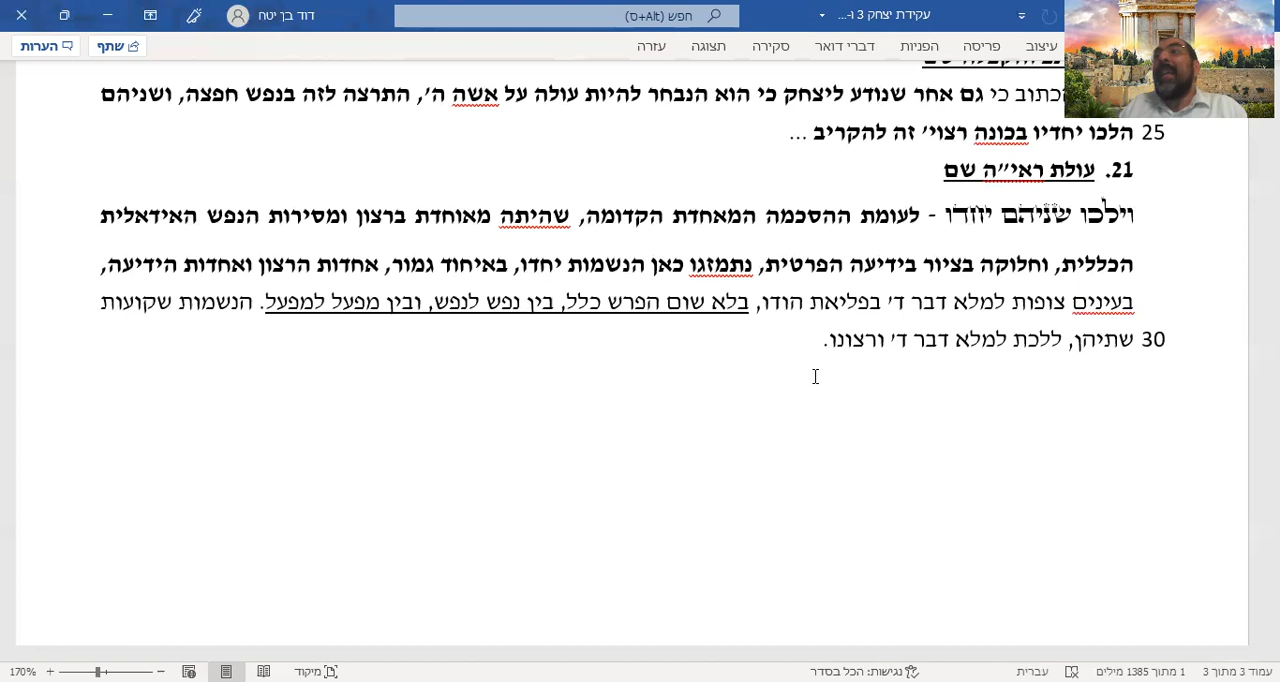 דוד בן יטח
חפש (Alt+ס)
עקידת יצחק 3 ו-...
שתף
הערות
עיצוב
פריסה
הפניות
דברי דואר
סקירה
תצוגה
עזרה
כתוב כי גם אחר שנודע ליצחק כי הוא הנבחר להיות עולה על אשה ה', התרצה לזה בנפש חפצה, ושניהם
25 הלכו יחדיו בכונה רצוי' זה להקריב ...
21. עולת ראי״ה שם
וילכו שניהם יחדו - לעומת ההסכמה המאחדת הקדומה, שהיתה מאוחדת ברצון ומסירות הנפש האידאלית
הכללית, וחלוקה בציור בידיעה הפרטית, נתמזגו כאן הנשמות יחדו, באיחוד גמור, אחדות הרצון ואחדות הידיעה,
בעינים צופות למלא דבר ד׳ בפליאת הודו, בלא שום הפרש כלל, בין נפש לנפש, ובין מפעל למפעל. הנשמות שקועות
30 שתיהן, ללכת למלא דבר ד׳ ורצונו.
עמוד 3 מתוך 3
1 מתוך 1385 מילים
עברית
נגישות: הכל בסדר
מיקוד
170%